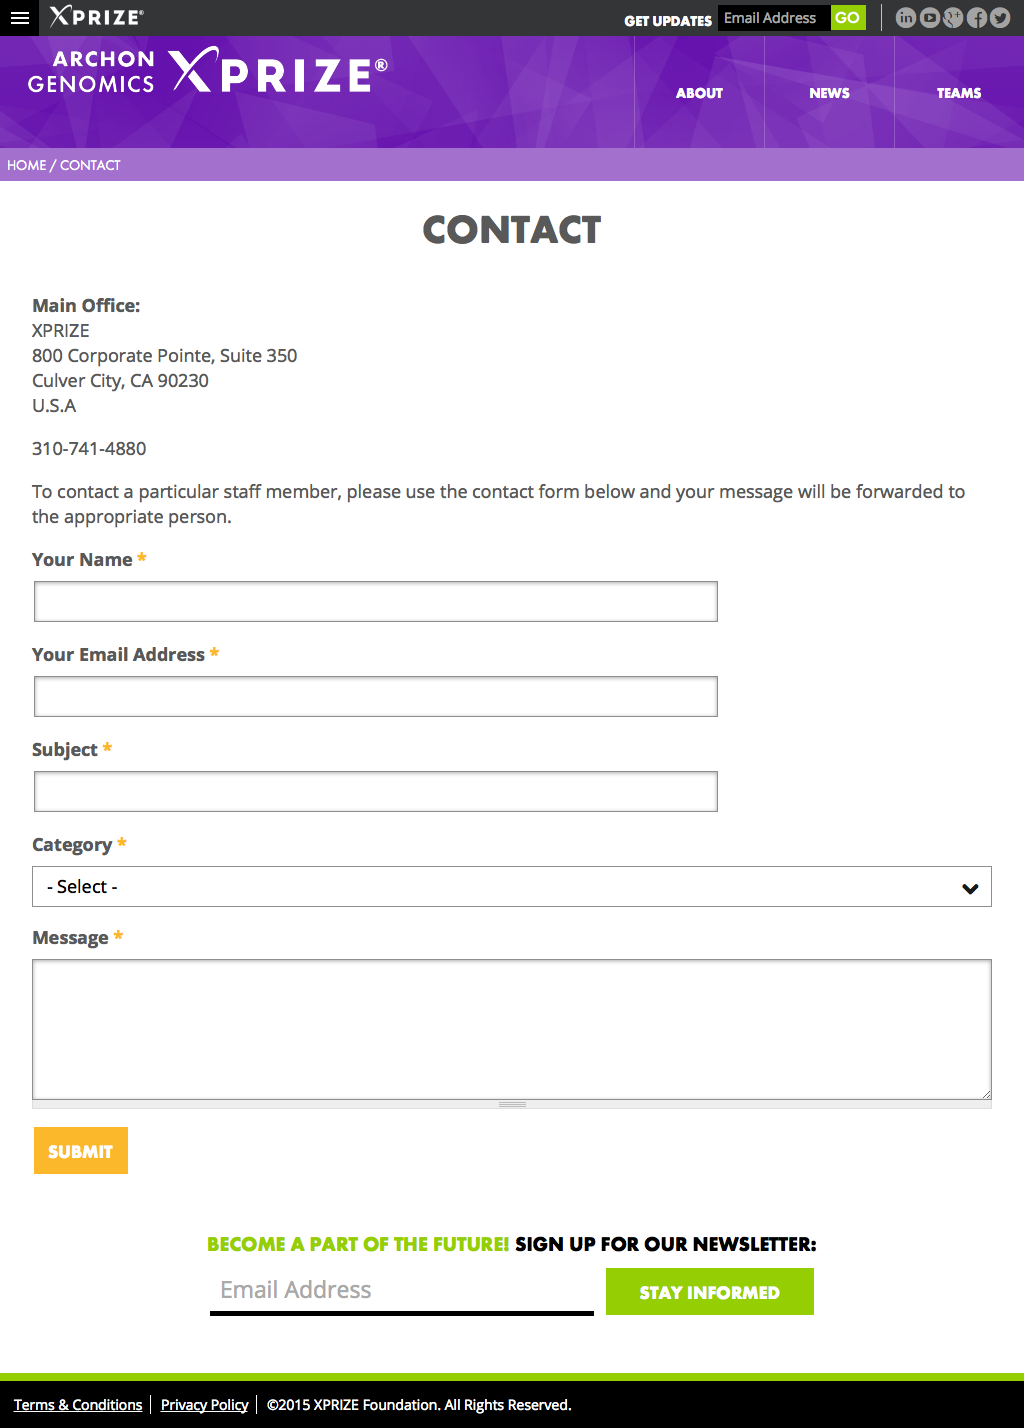 XPRIZE®
GET UPDATES Email Address GO
ARCHON
GENOMICS XPRIZE®
ABOUT NEWS TEAMS
HOME / CONTACT
CONTACT
Main Office:
XPRIZE
800 Corporate Pointe, Suite 350
Culver City, CA 90230
U.S.A
310-741-4880
To contact a particular staff member, please use the contact form below and your message will be forwarded to
the appropriate person.
Your Name *
Your Email Address *
Subject *
Category *
- Select -
Message *
SUBMIT
BECOME A PART OF THE FUTURE! SIGN UP FOR OUR NEWSLETTER:
Email Address STAY INFORMED
Terms & Conditions Privacy Policy ©2015 XPRIZE Foundation. All Rights Reserved.